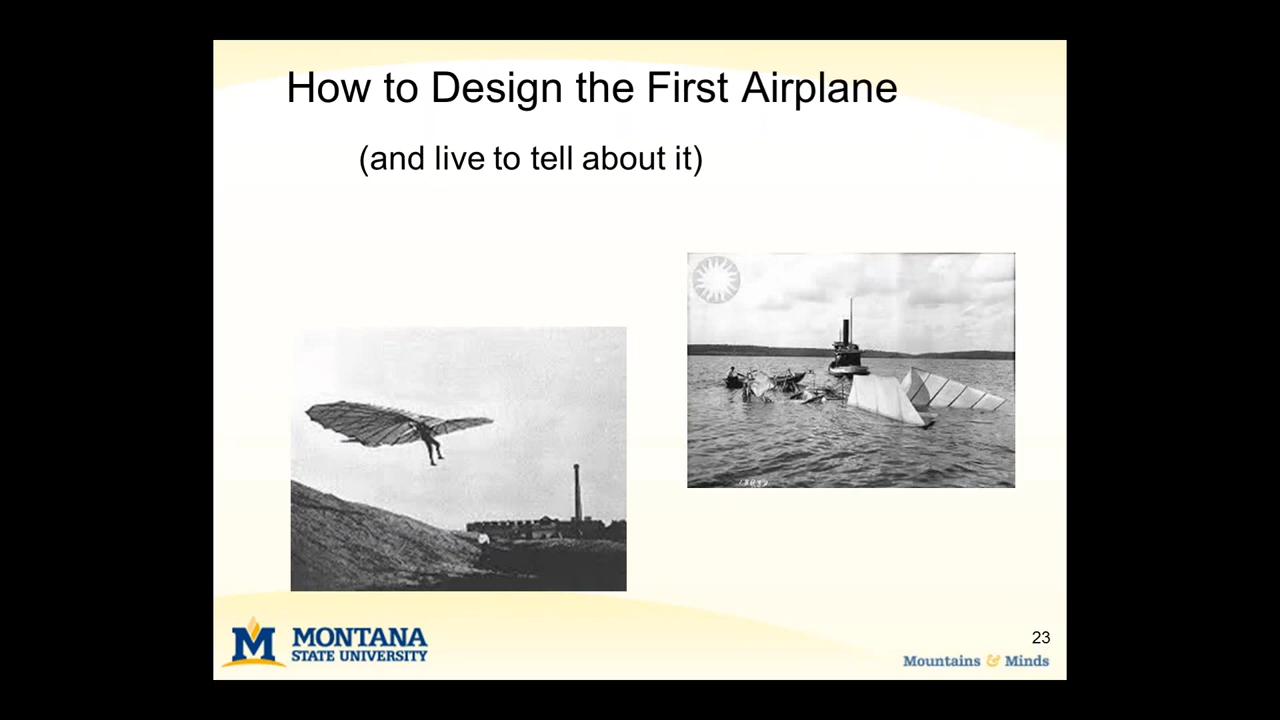 How to Design the First Airplane
(and live to tell about it)
M MONTANA
STATE UNIVERSITY
23
Mountains & Minds